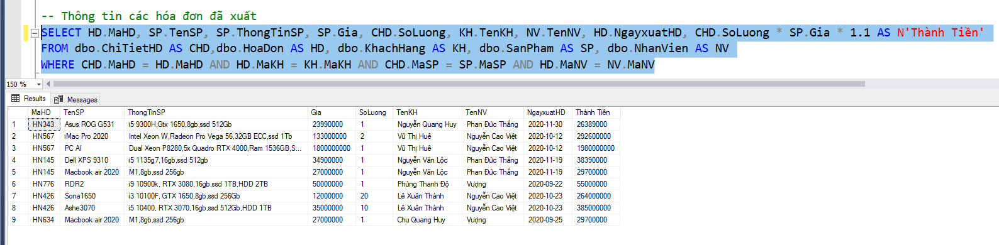 -- Thông tin các hóa đơn đã xuất
SELECT HD.MaHD, SP.TenSP, SP.ThongTinSP, SP.Gia, CHD.SoLuong, KH.TenKH, NV.TenNV, HD.NgayxuatHD, CHD.SoLuong * SP.Gia * 1.1 AS N'Thành Tiền'
FROM dbo.ChiTietHD AS CHD,dbo.HoaDon AS HD, dbo.KhachHang AS KH, dbo.SanPham AS SP, dbo.NhanVien AS NV
WHERE CHD.MaHD = HD.MaHD AND HD.MaKH = KH.MaKH AND CHD.MaSP = SP.MaSP AND HD.MaNV = NV.MaNV
150 %
Results Messages
MaHD TenSP ThongTinSP Gia SoLuong TenKH TenNV NgayxuatHD Thành Tiền
1 HN343 Asus ROG G531 i5 9300H,Gtx 1650,8gb,ssd 512Gb 23990000 1 Nguyễn Quang Huy Phan Đức Thắng 2020-11-30 26389000
2 HN567 iMac Pro 2020 Intel Xeon W,Radeon Pro Vega 56,32GB ECC,ssd 1Tb 133000000 2 Vũ Thị Huê Nguyễn Cao Việt 2020-10-12 292600000
3 HN567 PC AI Dual Xeon P8280,5x Quadro RTX 4000,Ram 1536GB,S... 1800000000 1 Vũ Thị Huê Nguyễn Cao Việt 2020-10-12 1980000000
4 HN145 Dell XPS 9310 i5 1135g7,16gb,ssd 512gb 34900000 1 Nguyễn Văn Lộc Phan Đức Thắng 2020-11-19 38390000
5 HN145 Macbook air 2020 M1,8gb,ssd 256gb 27000000 1 Nguyễn Văn Lộc Phan Đức Thắng 2020-11-19 29700000
6 HN776 RDR2 i9 10900k, RTX 3080,16gb,ssd 1TB,HDD 2TB 50000000 1 Phùng Thanh Độ Vượng 2020-09-22 55000000
7 HN426 Sona1650 i3 10100F, GTX 1650,8gb,ssd 256Gb 12000000 20 Lê Xuân Thành Nguyễn Cao Việt 2020-10-23 264000000
8 HN426 Ashe3070 i5 10400, RTX 3070,16gb,ssd 512Gb,HDD 1TB 35000000 10 Lê Xuân Thành Nguyễn Cao Việt 2020-10-23 385000000
9 HN634 Macbook air 2020 M1,8gb,ssd 256gb 27000000 1 Chu Quang Huy Vượng 2020-09-25 29700000